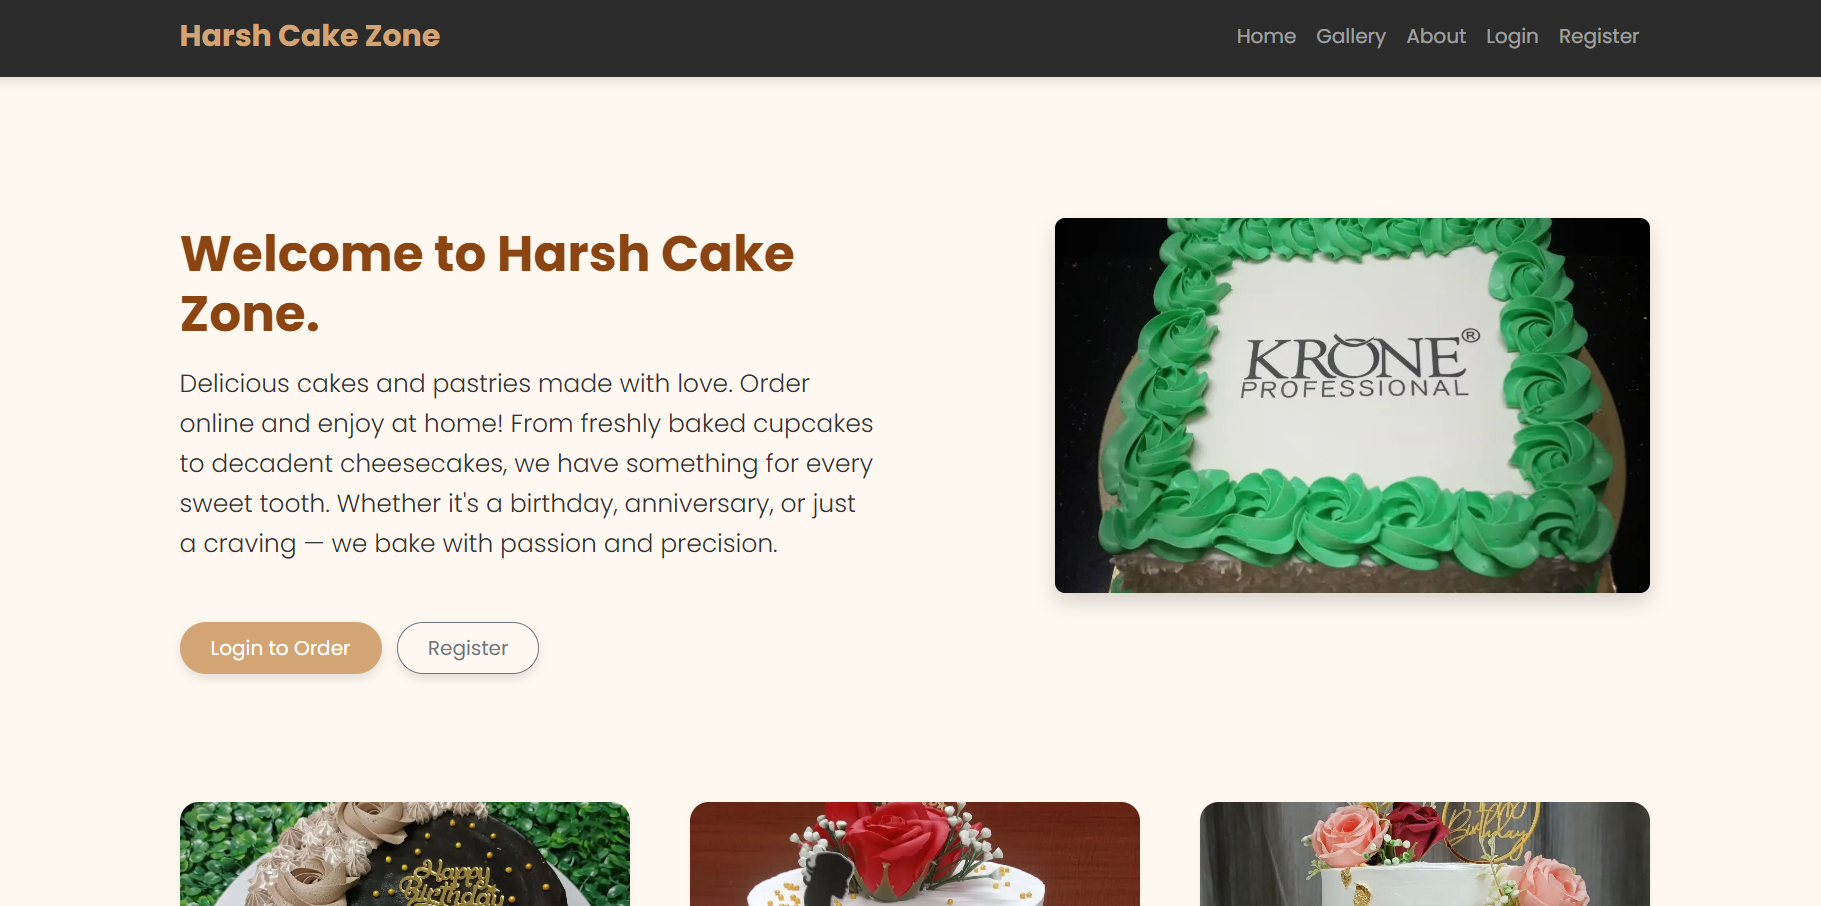 Harsh Cake Zone
Home Gallery About Login Register
Welcome to Harsh Cake
Zone.
Delicious cakes and pastries made with love. Order
online and enjoy at home! From freshly baked cupcakes
to decadent cheesecakes, we have something for every
sweet tooth. Whether it's a birthday, anniversary, or just
a craving — we bake with passion and precision.
Login to Order
Register
KRONE®
PROFESSIONAL
Happy
Birthday
Birthday